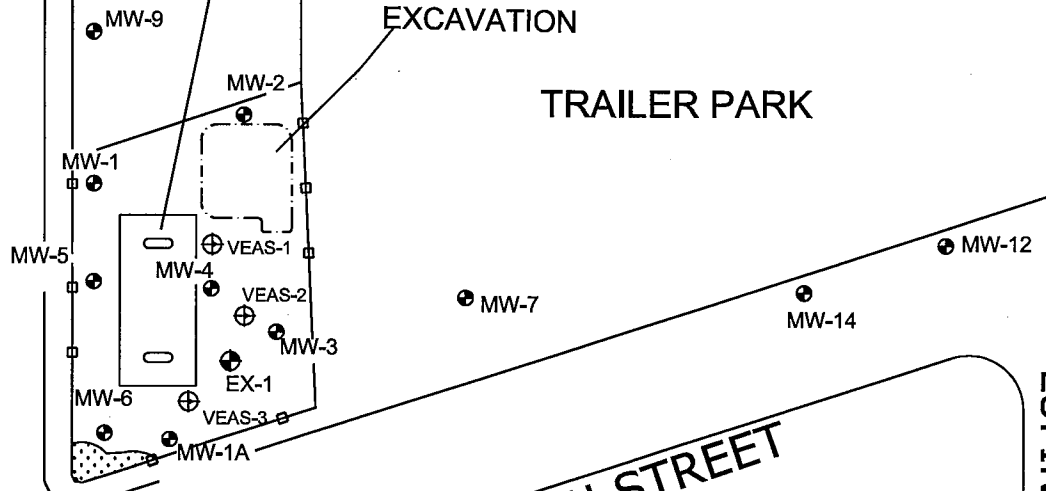 MW-9
EXCAVATION
MW-2
TRAILER PARK
MW-1
MW-5
VEAS-1
MW-12
MW-4
VEAS-2
MW-7
MW-14
MW-3
EX-1
MW-6
VEAS-3
MW-1A
STREET